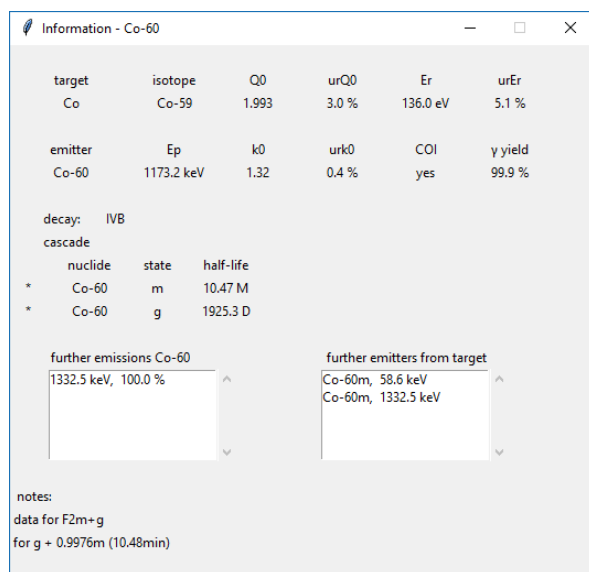 Information - Co-60
target isotope Q0 urQ0 Er urEr
Co Co-59 1.993 3.0 % 136.0 eV 5.1 %
emitter Ep k0 urk0 COI γ yield
Co-60 1173.2 keV 1.32 0.4 % yes 99.9 %
decay: IVB
cascade
nuclide state half-life
* Co-60 m 10.47 M
* Co-60 g 1925.3 D
further emissions Co-60 further emitters from target
1332.5 keV, 100.0 % Co-60m, 58.6 keV
Co-60m, 1332.5 keV
notes:
data for F2m+g
for g + 0.9976m (10.48min)